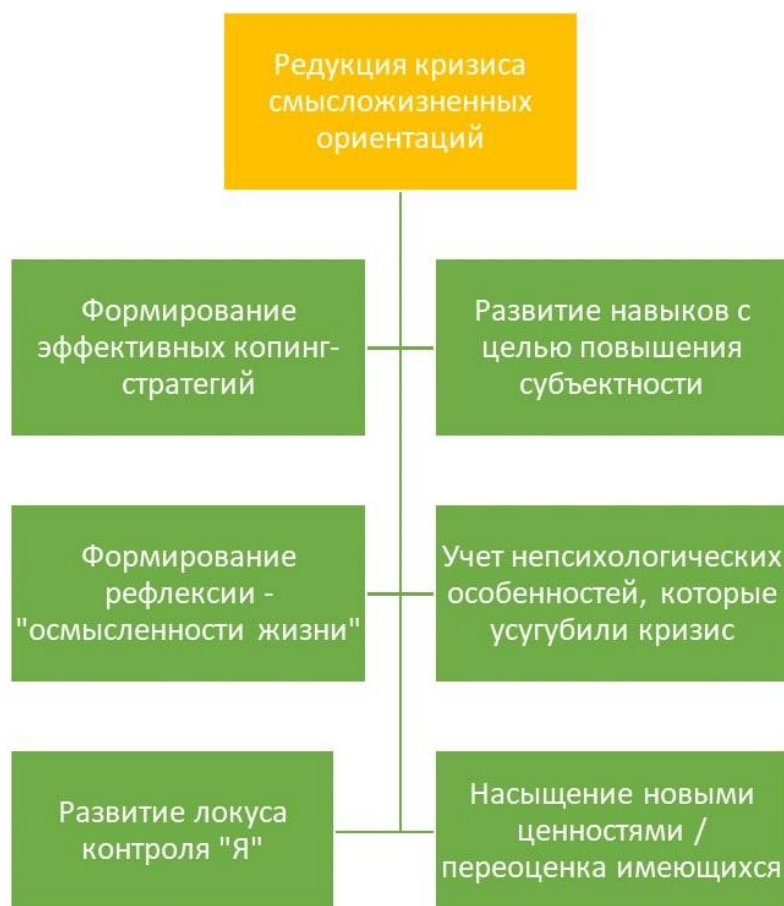 Редукция кризиса
смысложизненных
ориентаций
Формирование
эффективных копинг-
стратегий
Развитие навыков с
целью повышения
субъектности
Формирование
рефлексии -
"осмысленности жизни"
Учет непсихологических
особенностей, которые
усугубили кризис
Развитие локуса
контроля "Я"
Насыщение новыми
ценностями /
переоценка имеющихся